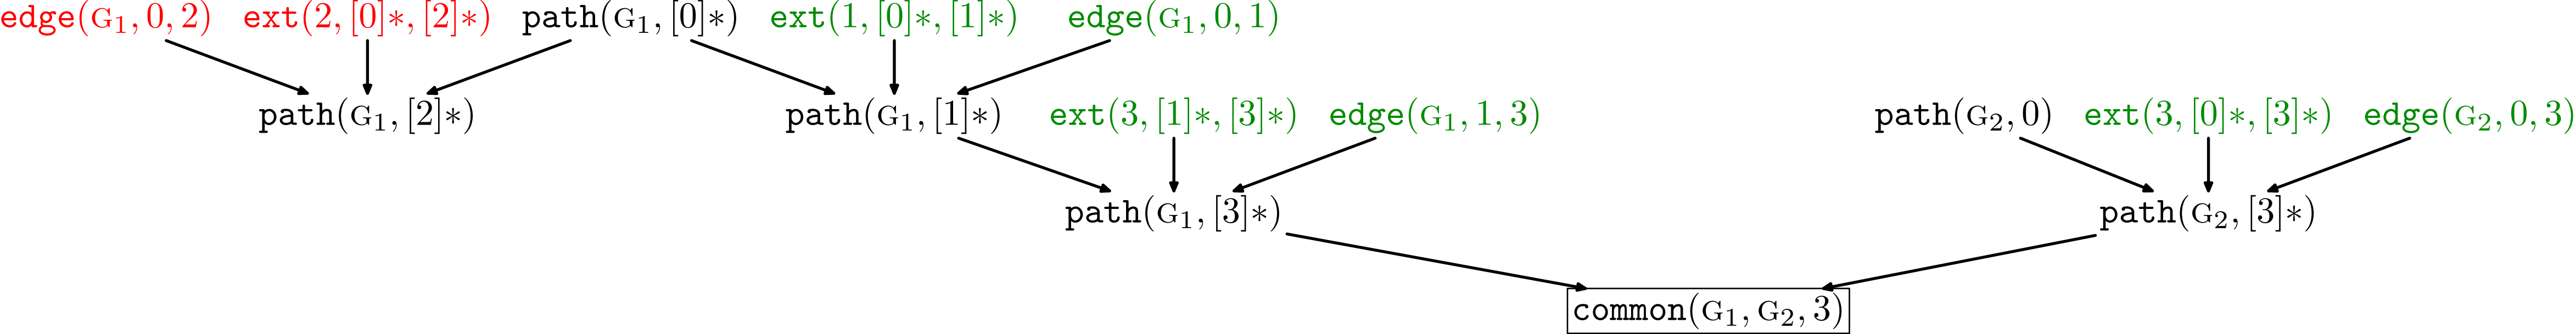 edge(G₁, 0, 2) ext(2, [0]∗, [2]∗) path(G₁, [0]∗) ext(1, [0]∗, [1]∗) edge(G₁, 0, 1)
path(G₁, [2]∗) path(G₁, [1]∗) ext(3, [1]∗, [3]∗) edge(G₁, 1, 3) path(G₂, 0) ext(3, [0]∗, [3]∗) edge(G₂, 0, 3)
path(G₁, [3]∗) path(G₂, [3]∗)
common(G₁, G₂, 3)